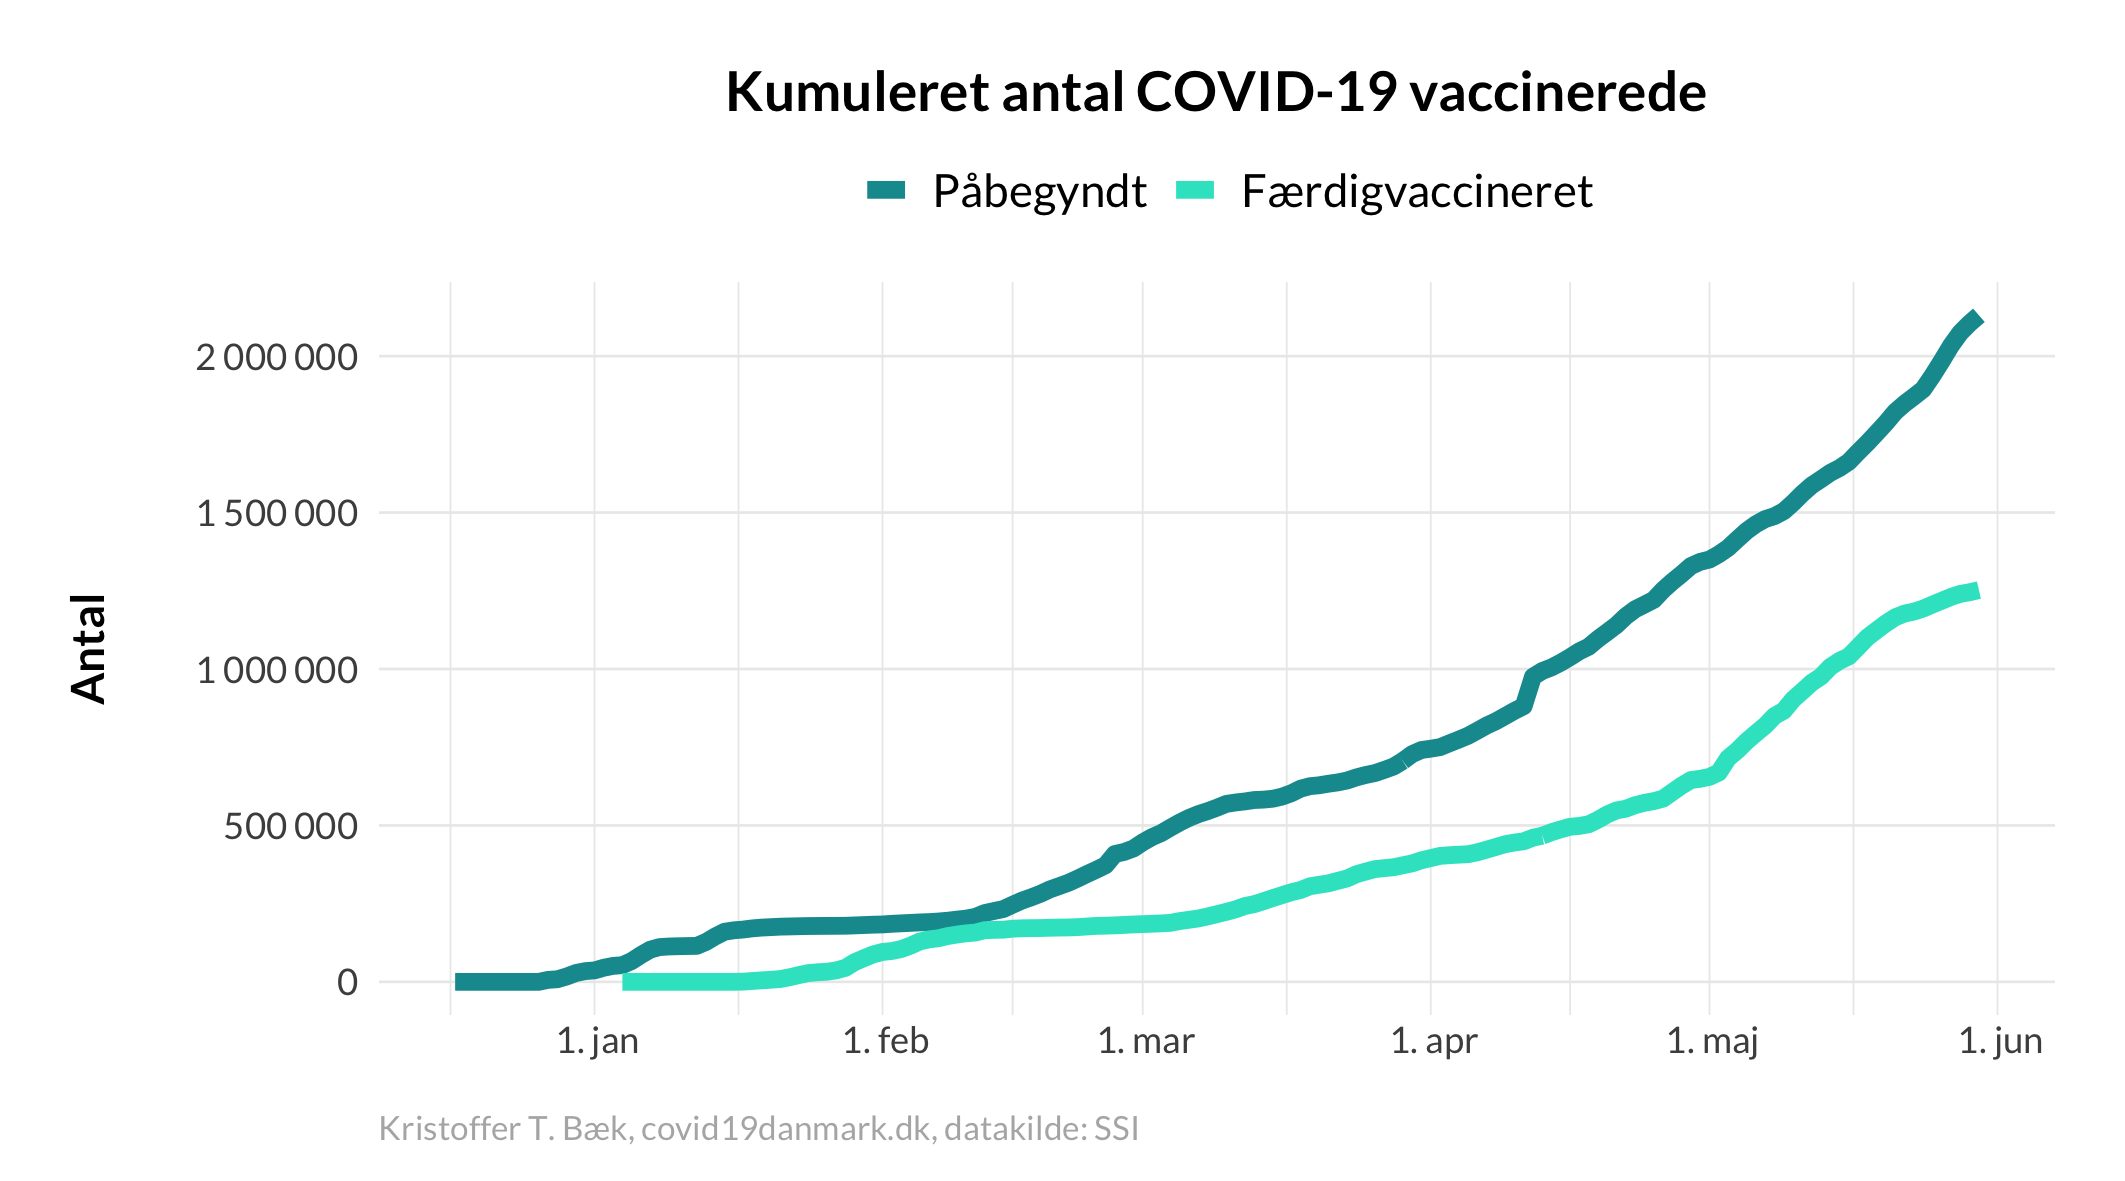 Kumuleret antal COVID-19 vaccinerede
Påbegyndt Færdigvaccineret
Antal
2 000 000
1 500 000
1 000 000
500 000
0
1. jan 1. feb 1. mar 1. apr 1. maj 1. jun
Kristoffer T. Bæk, covid19danmark.dk, datakilde: SSI